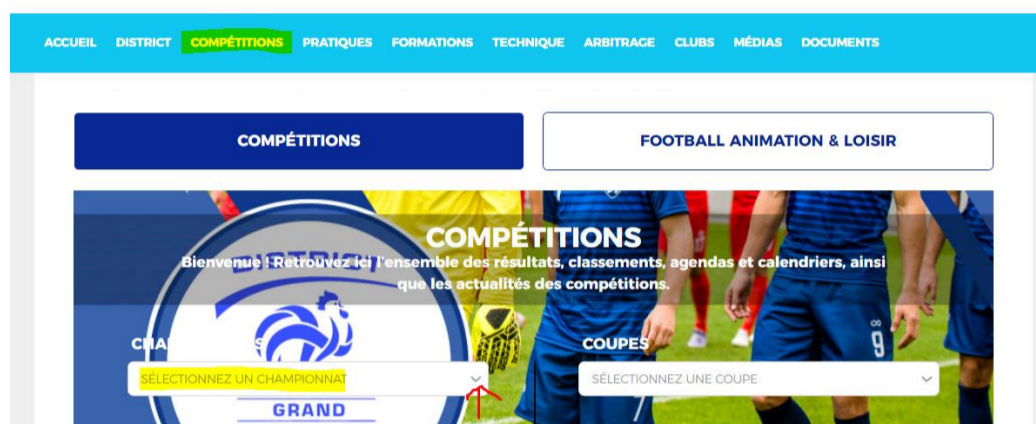 ACCUEIL DISTRICT COMPÉTITIONS PRATIQUES FORMATIONS TECHNIQUE ARBITRAGE CLUBS MÉDIAS DOCUMENTS
COMPÉTITIONS FOOTBALL ANIMATION & LOISIR
COMPÉTITIONS
Bienvenue ! Retrouvez ici l'ensemble des résultats, classements, agendas et calendriers, ainsi
que les actualités des compétitions.
DISTRICT
COUPES
SÉLECTIONNEZ UN CHAMPIONNAT SÉLECTIONNEZ UNE COUPE
GRAND